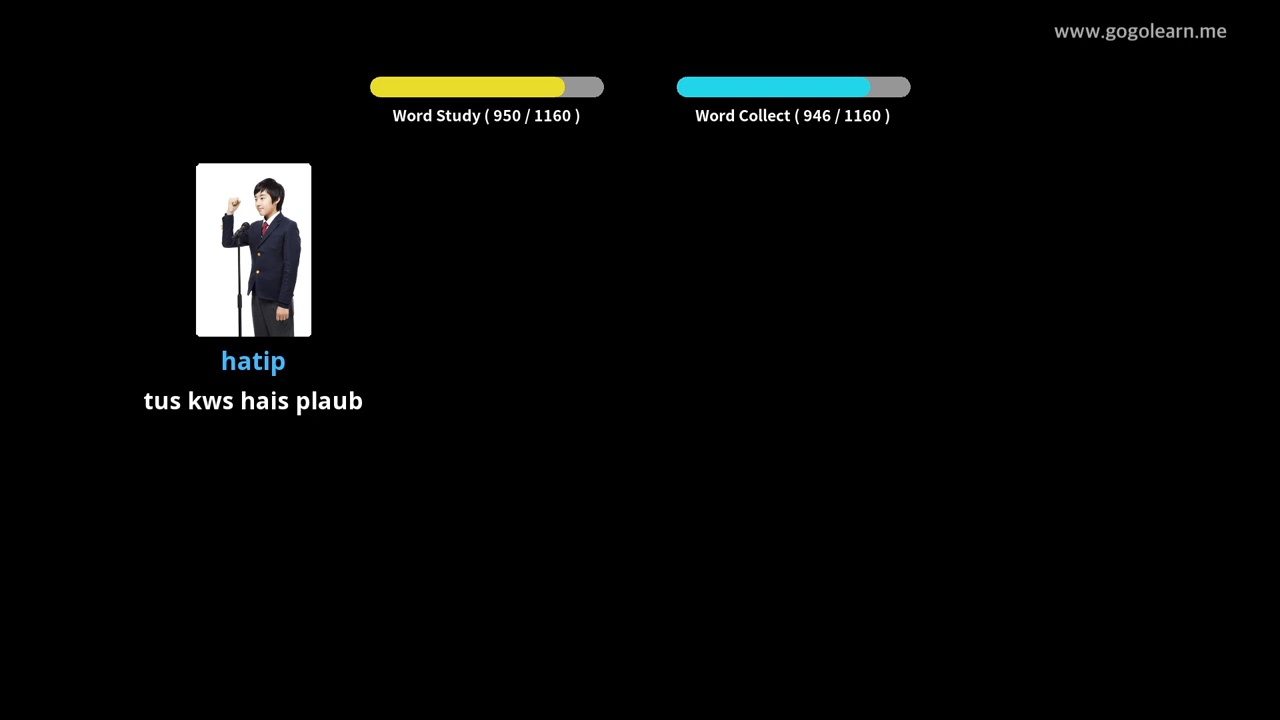 www.gogolearn.me
Word Study ( 950 / 1160 )
Word Collect ( 946 / 1160 )
hatip
tus kws hais plaub